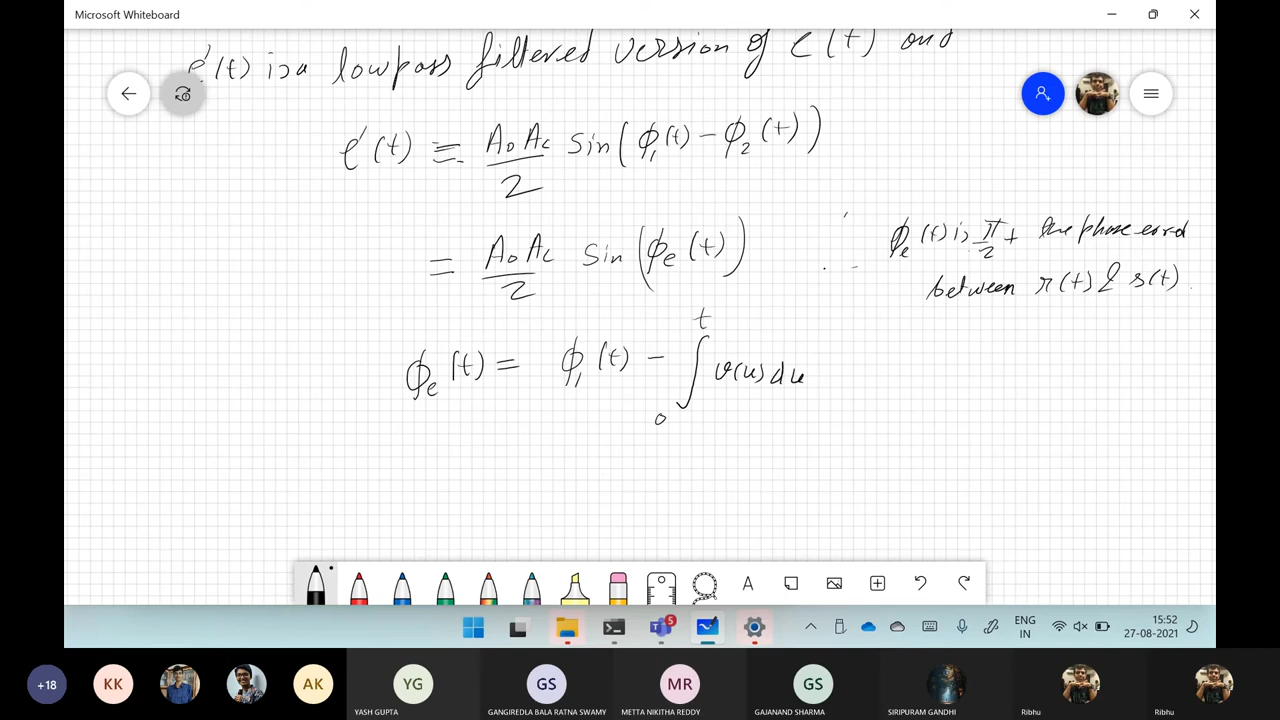 Microsoft Whiteboard
e'(t) is a lowpass filtered version of e(t) and
e'(t) ≡ A₀Ac/2 sin(ϕ₁(t) − ϕ₂(t))
= A₀Ac/2 sin(ϕe(t))
ϕe(t) is π/2 + the phase error
between r(t) & s(t).
ϕe(t) = ϕ₁(t) − ∫₀ᵗ v(u) du
A
5
ENG
IN
15:52
27-08-2021
+18
KK
AK
YG
GS
MR
GS
YASH GUPTA
GANGIREDLA BALA RATNA SWAMY
METTA NIKITHA REDDY
GAJANAND SHARMA
SIRIPURAM GANDHI
Ribhu
Ribhu